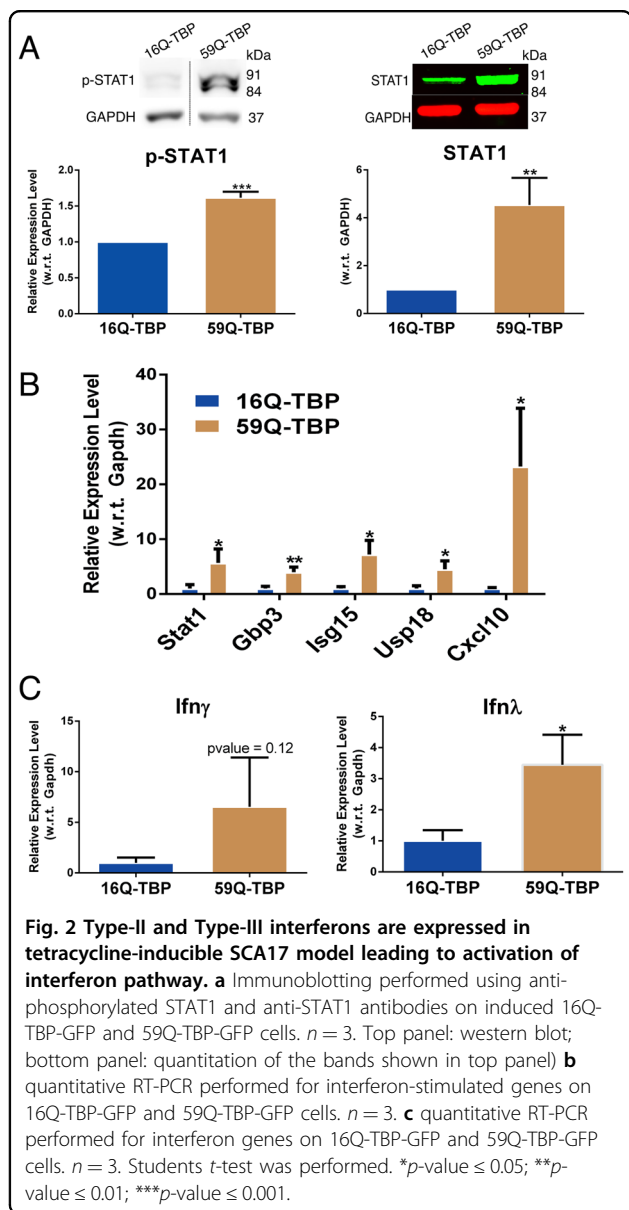 A
16Q-TBP
59Q-TBP
kDa
p-STAT1
91
84
GAPDH
37
16Q-TBP
59Q-TBP
kDa
STAT1
91
84
GAPDH
37
p-STAT1
Relative Expression Level
(w.r.t. GAPDH)
2.0
1.5
1.0
0.5
0.0
***
16Q-TBP
59Q-TBP
STAT1
Relative Expression Level
(w.r.t. GAPDH)
6
4
2
0
**
16Q-TBP
59Q-TBP
B
Relative Expression Level
(w.r.t. Gapdh)
40
30
20
10
0
16Q-TBP
59Q-TBP
*
**
*
*
*
Stat1
Gbp3
Isg15
Usp18
Cxcl10
C
Ifnγ
Relative Expression Level
(w.r.t. Gapdh)
15
10
5
0
pvalue = 0.12
16Q-TBP
59Q-TBP
Ifnλ
Relative Expression Level
(w.r.t. Gapdh)
5
4
3
2
1
0
*
16Q-TBP
59Q-TBP
Fig. 2 Type-II and Type-III interferons are expressed in
tetracycline-inducible SCA17 model leading to activation of
interferon pathway. a Immunoblotting performed using anti-
phosphorylated STAT1 and anti-STAT1 antibodies on induced 16Q-
TBP-GFP and 59Q-TBP-GFP cells. n = 3. Top panel: western blot;
bottom panel: quantitation of the bands shown in top panel) b
quantitative RT-PCR performed for interferon-stimulated genes on
16Q-TBP-GFP and 59Q-TBP-GFP cells. n = 3. c quantitative RT-PCR
performed for interferon genes on 16Q-TBP-GFP and 59Q-TBP-GFP
cells. n = 3. Students t-test was performed. *p-value ≤ 0.05; **p-
value ≤ 0.01; ***p-value ≤ 0.001.